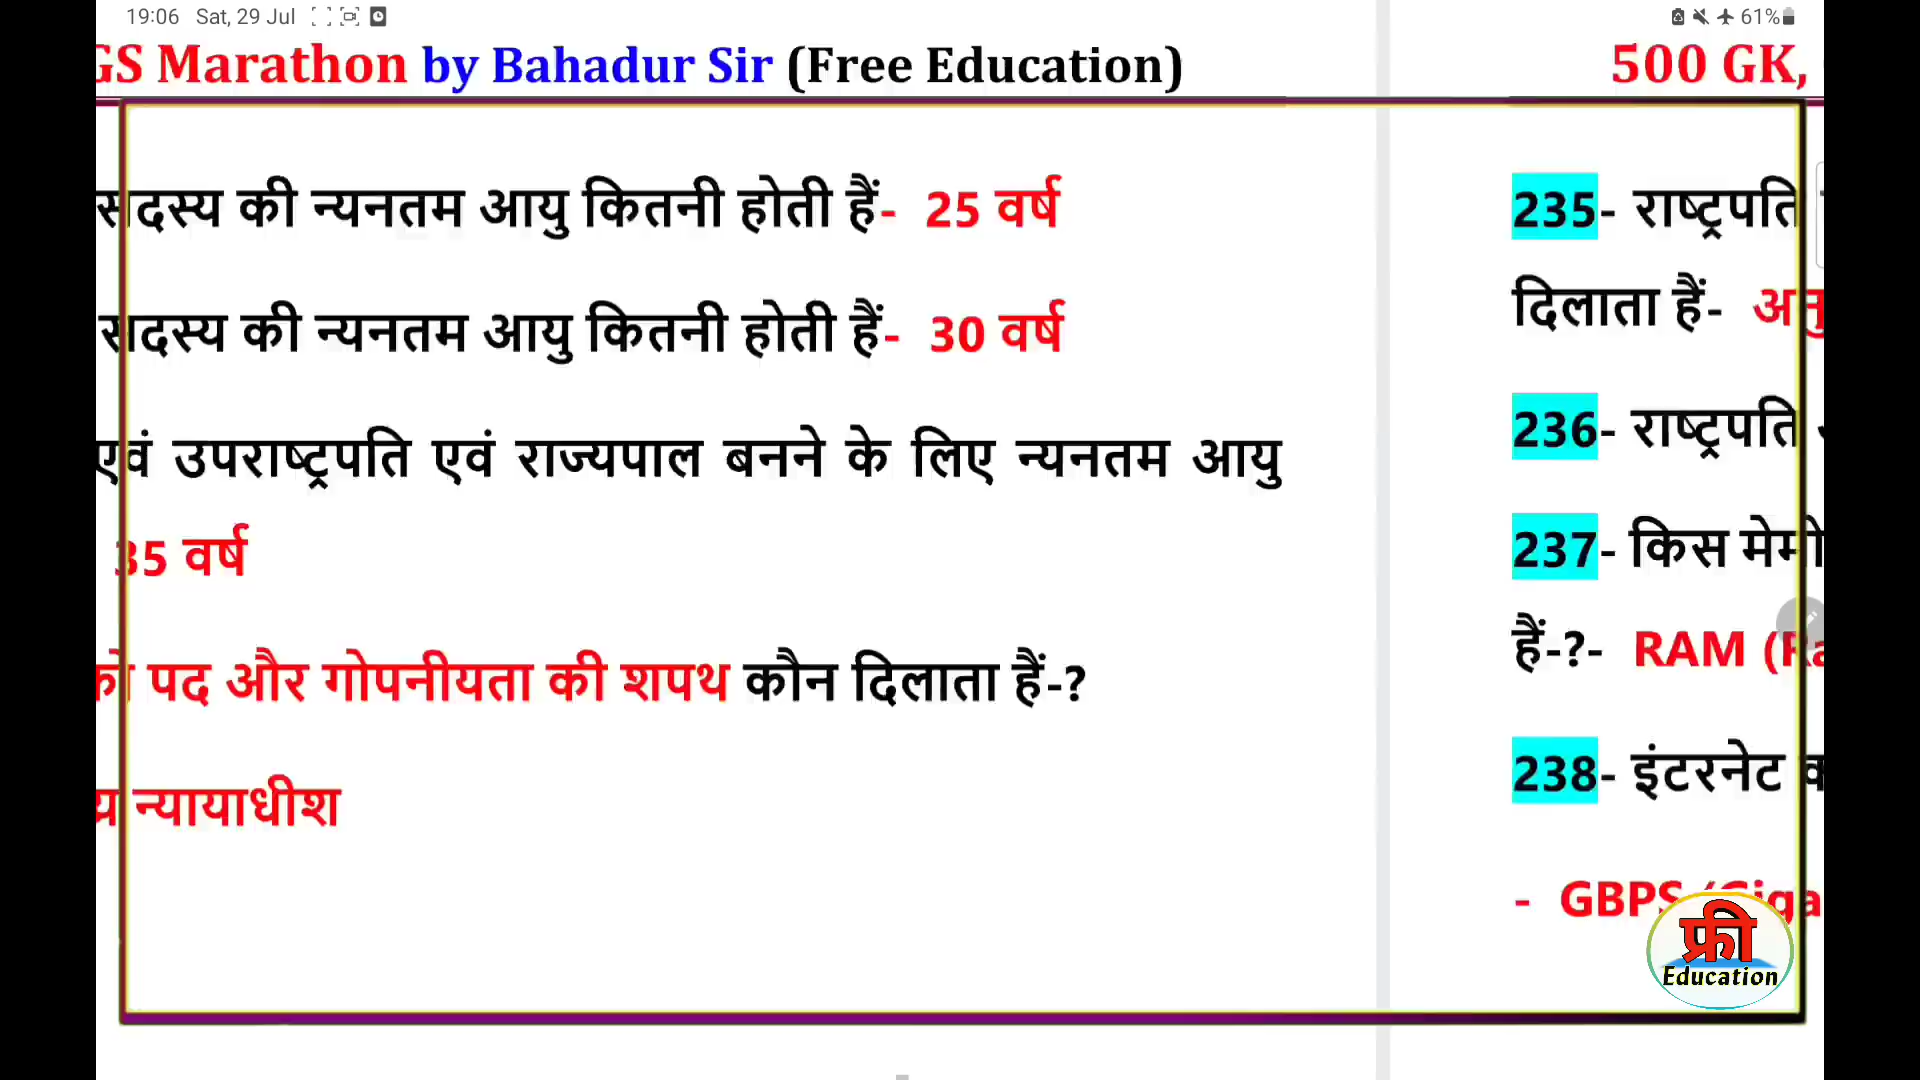 19:06 Sat, 29 Jul
61%
GS Marathon by Bahadur Sir (Free Education)
सदस्य की न्यनतम आयु कितनी होती हैं- 25 वर्ष
सदस्य की न्यनतम आयु कितनी होती हैं- 30 वर्ष
एवं उपराष्ट्रपति एवं राज्यपाल बनने के लिए न्यनतम आयु
35 वर्ष
को पद और गोपनीयता की शपथ कौन दिलाता हैं-?
न्यायाधीश
500 GK,
235- राष्ट्रपति
दिलाता हैं-
236- राष्ट्रपति
237- किस
हैं-?- RAM
238- इंटरनेट
- GBPS
फ्री
Education